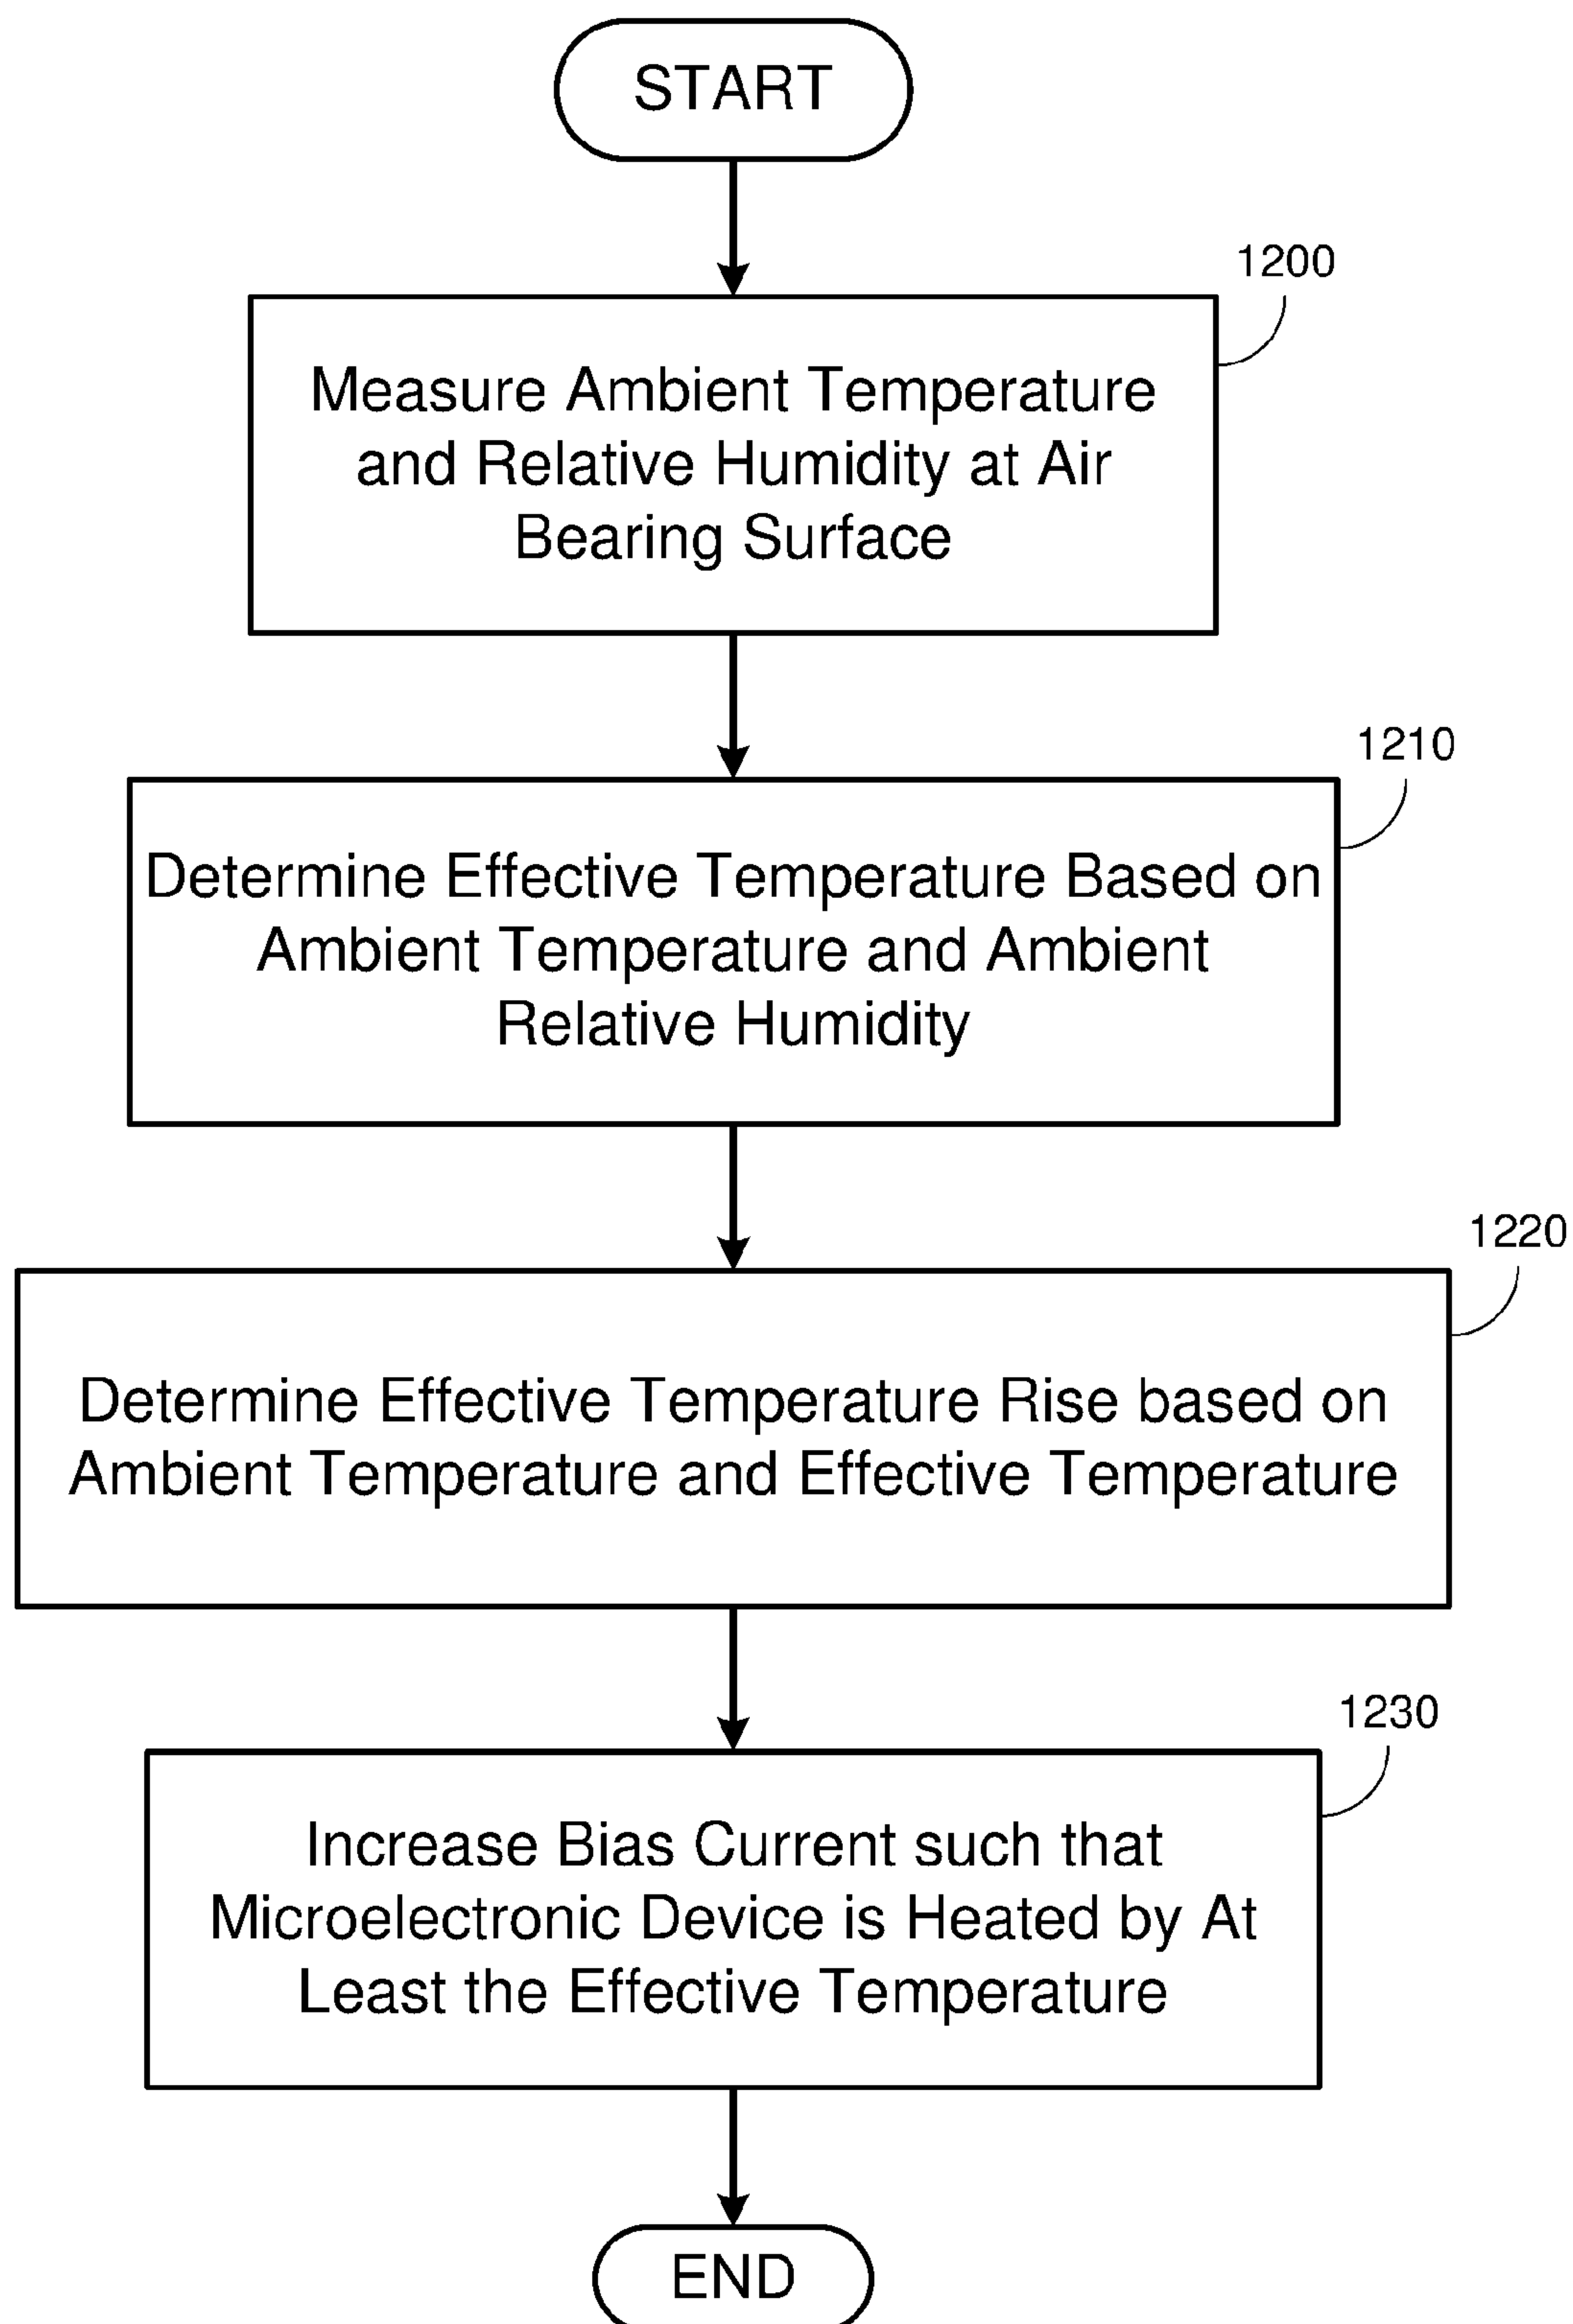 START
1200
Measure Ambient Temperature
and Relative Humidity at Air
Bearing Surface
1210
Determine Effective Temperature Based on
Ambient Temperature and Ambient
Relative Humidity
1220
Determine Effective Temperature Rise based on
Ambient Temperature and Effective Temperature
1230
Increase Bias Current such that
Microelectronic Device is Heated by At
Least the Effective Temperature
END